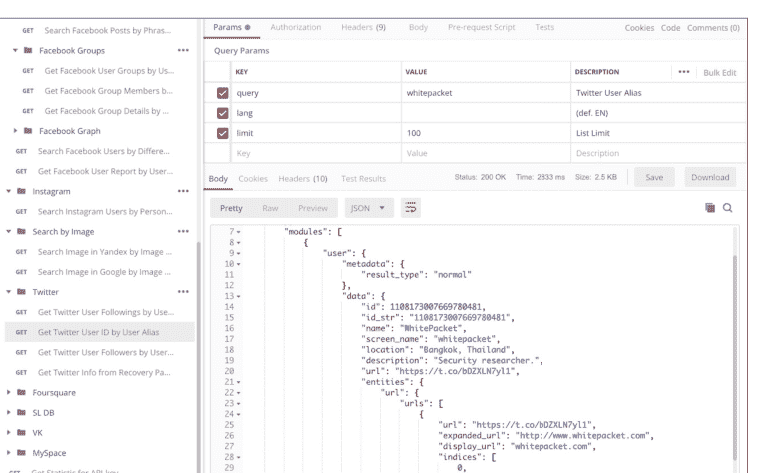 GET Search Facebook Posts by Phras...
Facebook Groups
GET Get Facebook User Groups by Us...
GET Get Facebook Group Members b...
GET Get Facebook Group Details by ...
Facebook Graph
GET Search Facebook Users by Differe...
GET Get Facebook User Report by User...
Instagram
GET Search Instagram Users by Person...
Search by Image
GET Search Image in Yandex by Image ...
GET Search Image in Google by Image ...
Twitter
GET Get Twitter User Followings by Use...
GET Get Twitter User ID by User Alias
GET Get Twitter User Followers by User...
GET Get Twitter Info from Recovery Pa...
Foursquare
SL DB
VK
MySpace
GET Get Statistic for API key
Params Authorization Headers (9) Body Pre-request Script Tests Cookies Code Comments (0)
Query Params
KEY VALUE DESCRIPTION ••• Bulk Edit
query whitepacket Twitter User Alias
lang (def. EN)
limit 100 List Limit
Key Value Description
Body Cookies Headers (10) Test Results Status: 200 OK Time: 2833 ms Size: 2.5 KB Save Download
Pretty Raw Preview JSON
7 "modules": [
8 {
9 "user": {
10 "metadata": {
11 "result_type": "normal"
12 },
13 "data": {
14 "id": 1108173007669780481,
15 "id_str": "1108173007669780481",
16 "name": "WhitePacket",
17 "screen_name": "whitepacket",
18 "location": "Bangkok, Thailand",
19 "description": "Security researcher.",
20 "url": "https://t.co/bDZXLN7yl1",
21 "entities": {
22 "url": {
23 "urls": [
24 {
25 "url": "https://t.co/bDZXLN7yl1",
26 "expanded_url": "http://www.whitepacket.com",
27 "display_url": "whitepacket.com",
28 "indices": [
29 0,